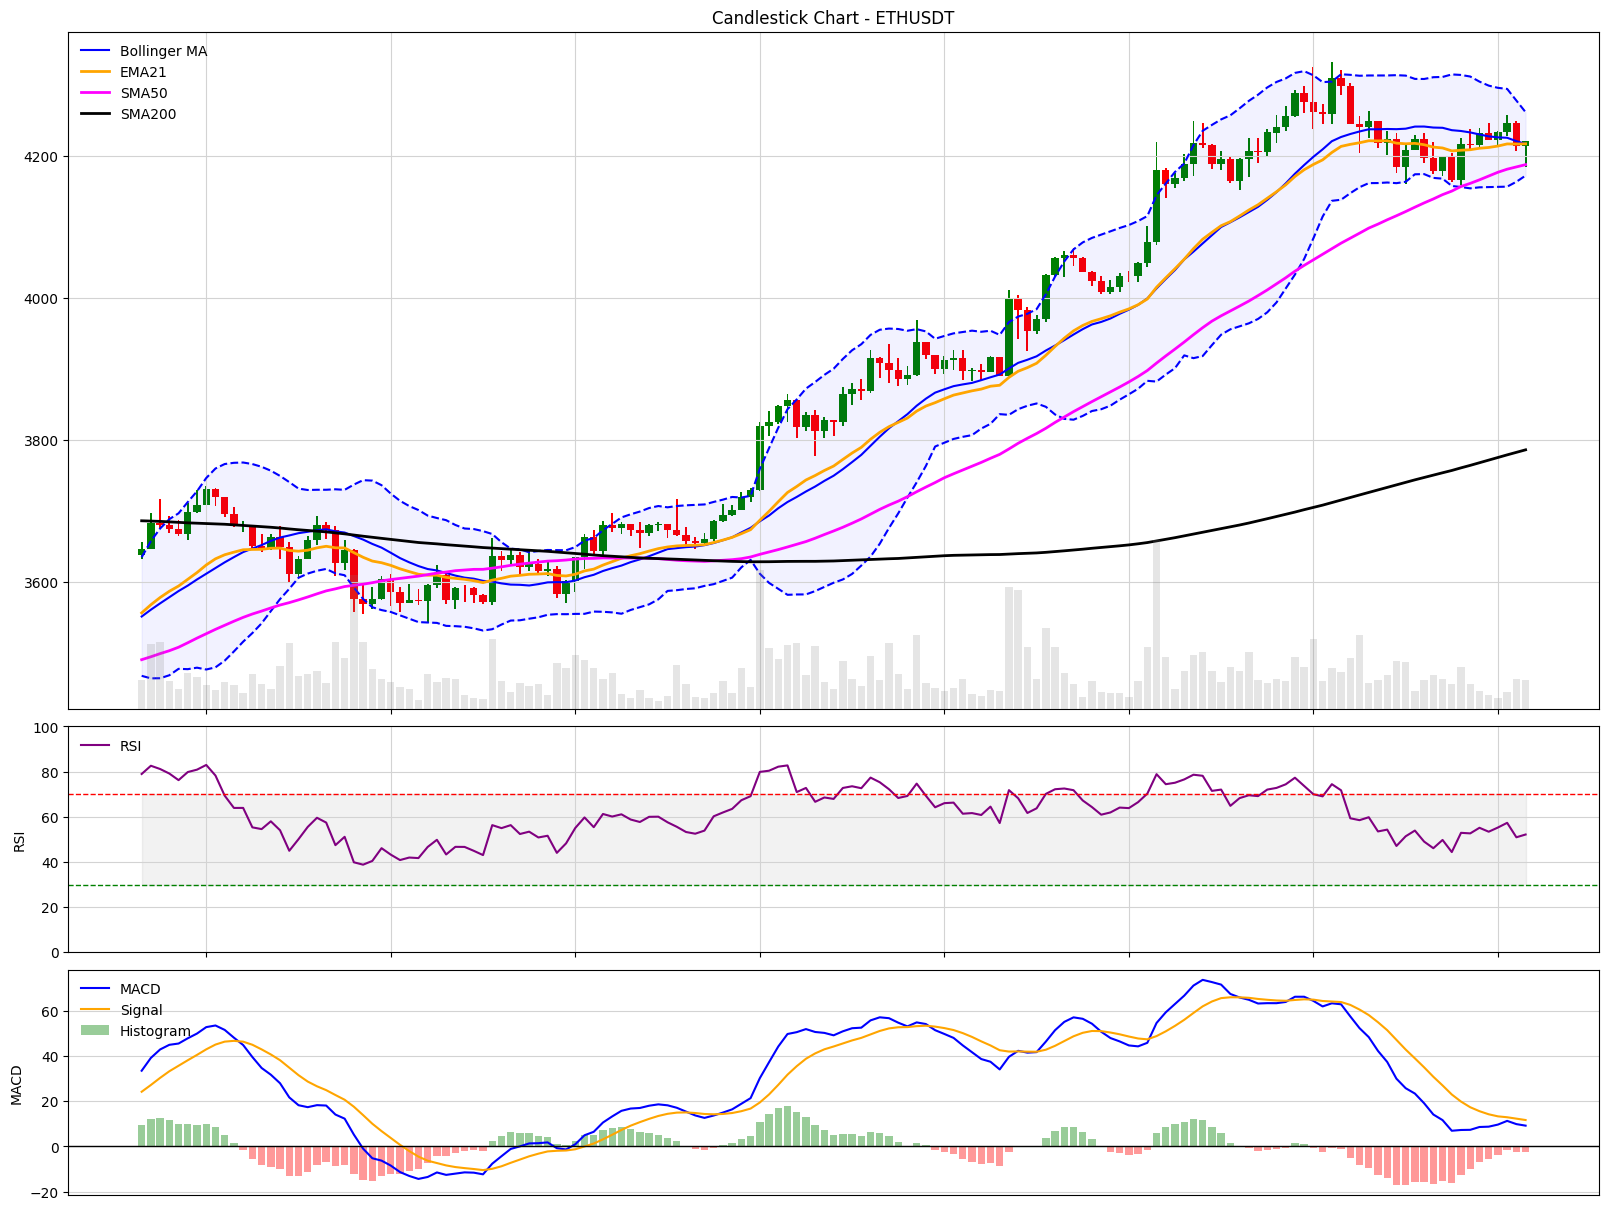 Candlestick Chart - ETHUSDT
Bollinger MA
EMA21
SMA50
SMA200
4200
4000
3800
3600
RSI
100
80
60
40
20
0
RSI
MACD
Signal
Histogram
60
40
20
0
−20
MACD